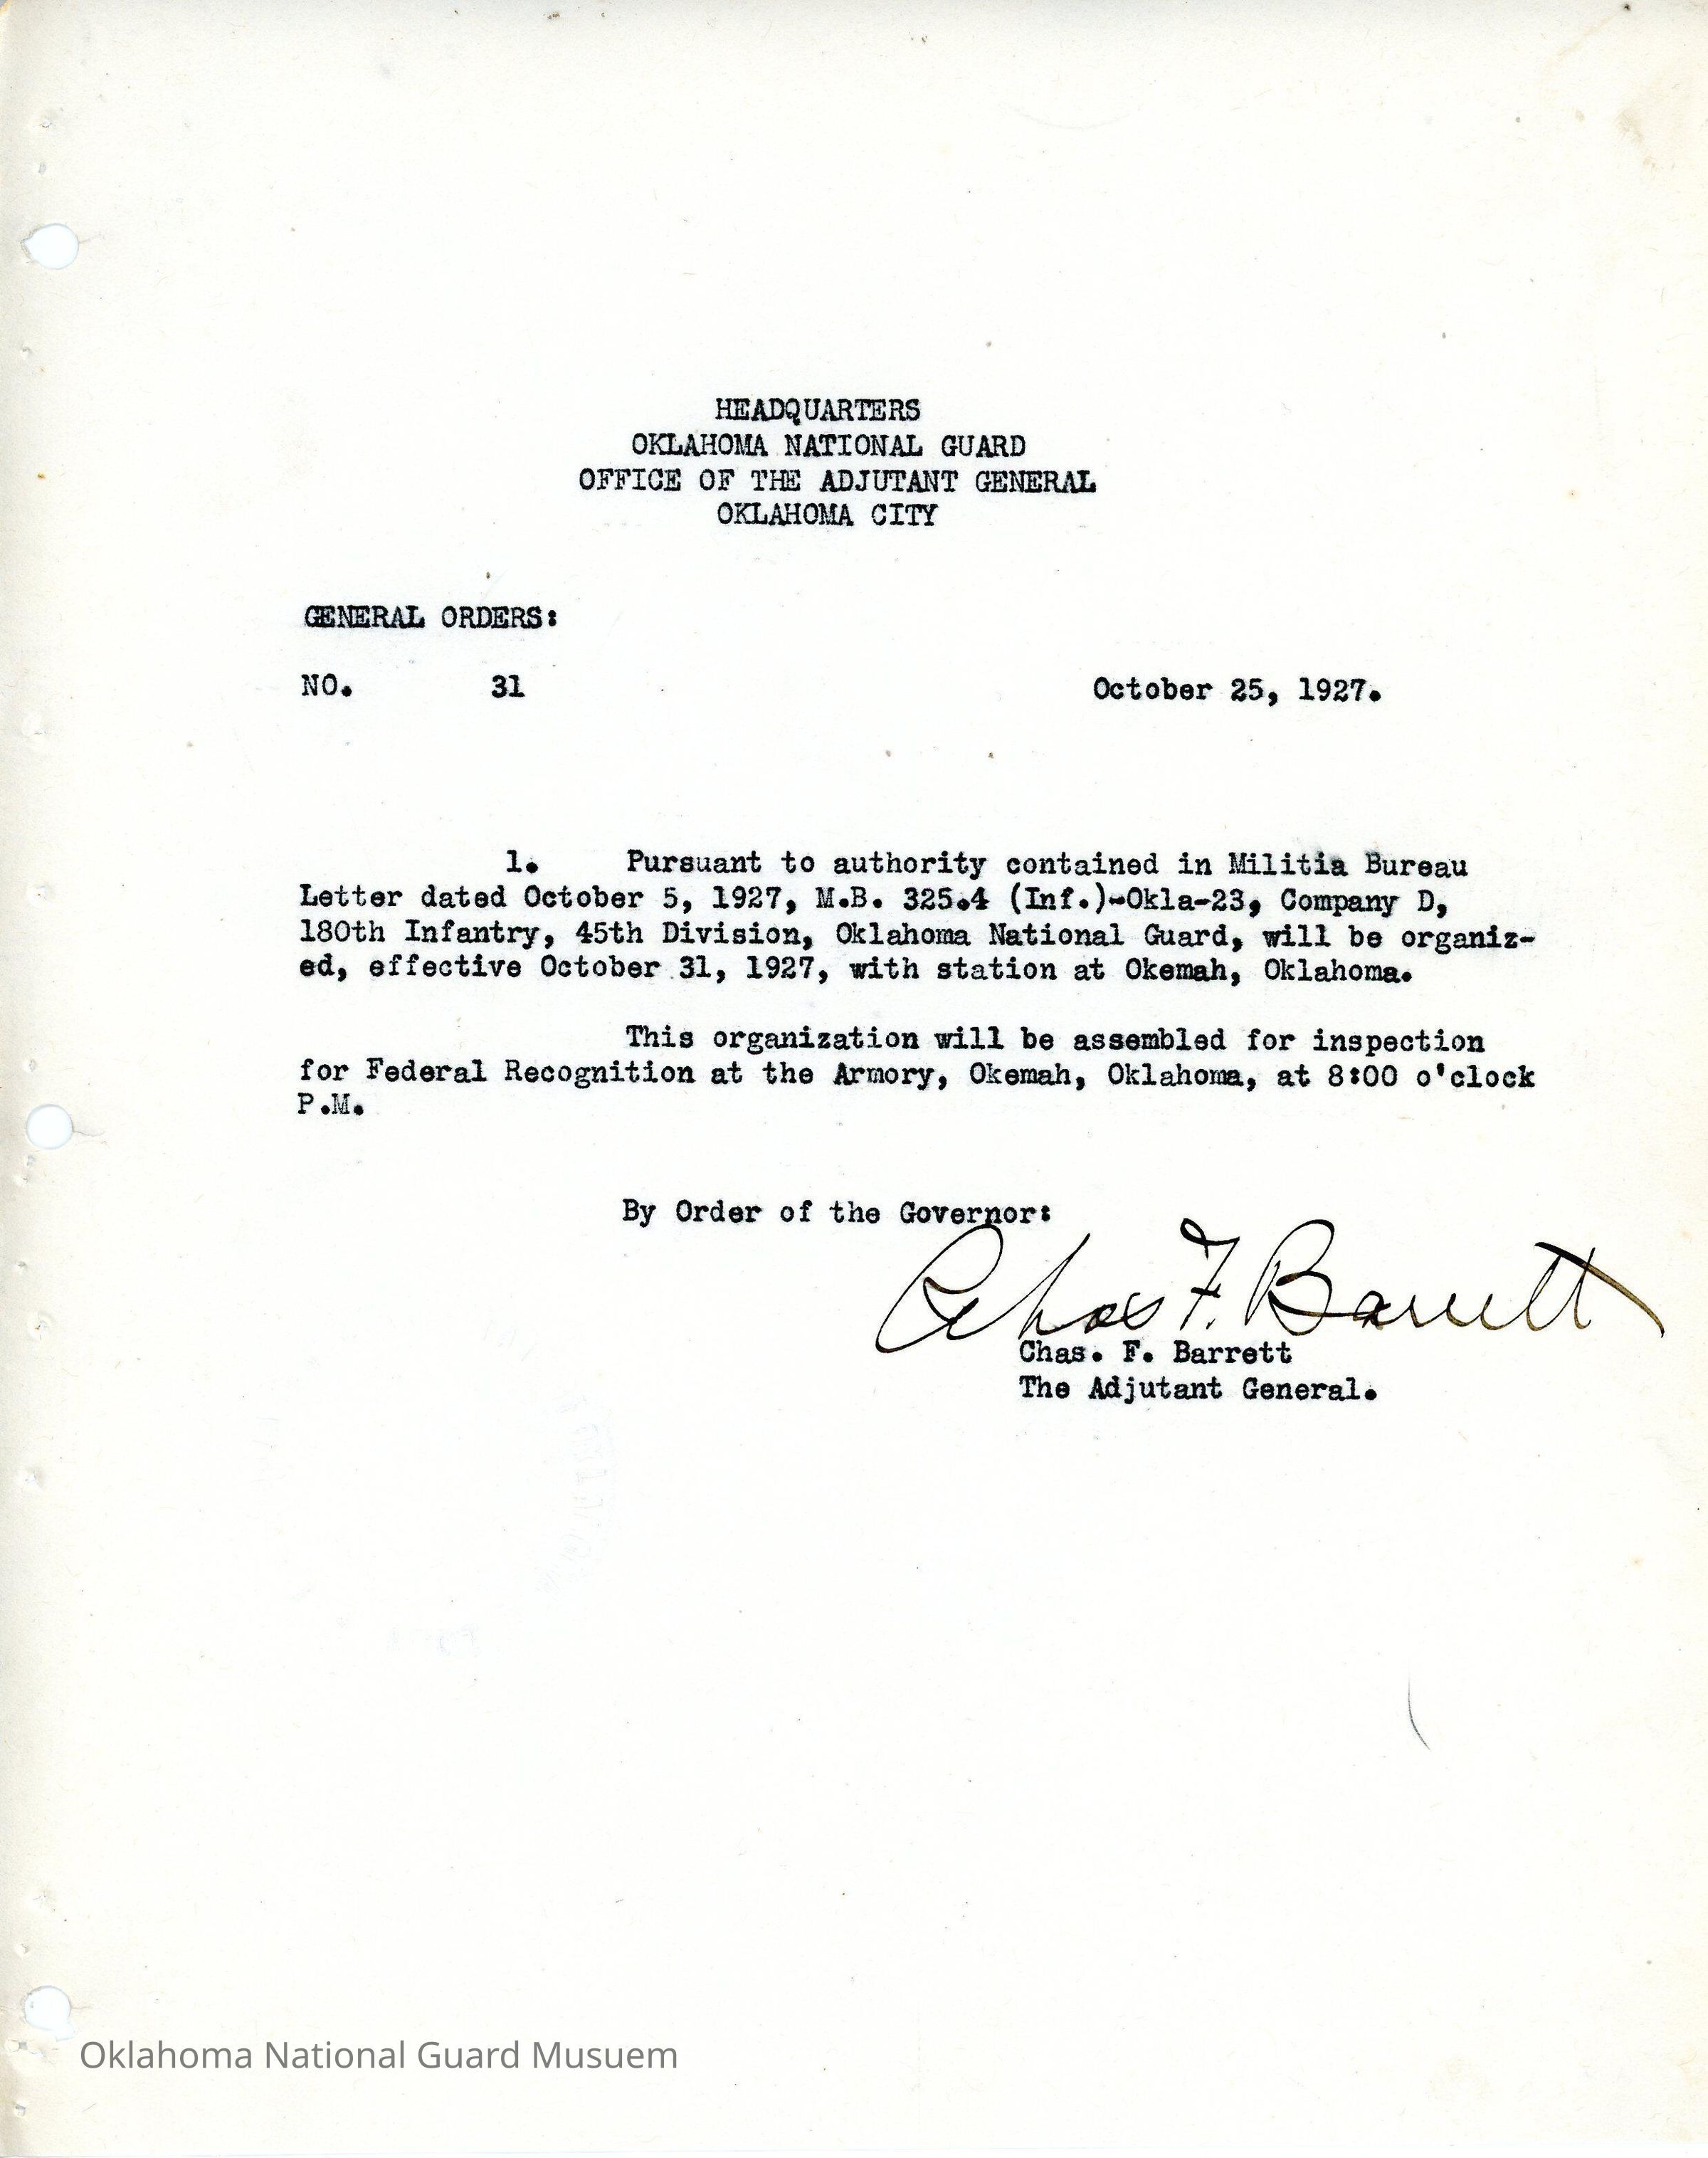 HEADQUARTERS
OKLAHOMA NATIONAL GUARD
OFFICE OF THE ADJUTANT GENERAL
OKLAHOMA CITY
GENERAL ORDERS:
NO. 31 October 25, 1927.
1. Pursuant to authority contained in Militia Bureau
Letter dated October 5, 1927, M.B. 325.4 (Inf.)-Okla-23, Company D,
180th Infantry, 45th Division, Oklahoma National Guard, will be organiz-
ed, effective October 31, 1927, with station at Okemah, Oklahoma.
This organization will be assembled for inspection
for Federal Recognition at the Armory, Okemah, Oklahoma, at 8:00 o'clock
P.M.
By Order of the Governor:
Chas F. Barrett
Chas. F. Barrett
The Adjutant General.
Oklahoma National Guard Musuem